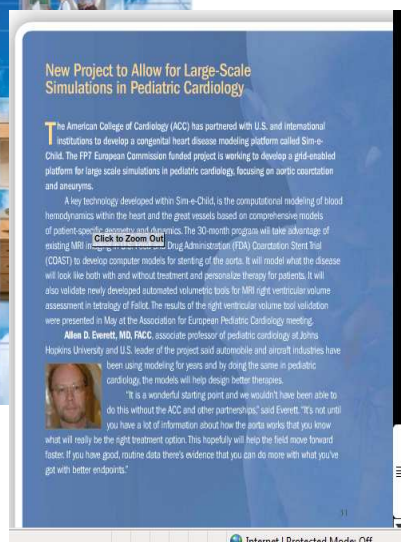 New Project to Allow for Large-Scale
Simulations in Pediatric Cardiology
The American College of Cardiology (ACC) has partnered with U.S. and international
institutions to develop a congenital heart disease modeling platform called Sim-e-
Child. The FP7 European Commission funded project is working to develop a grid-enabled
platform for large scale simulations in pediatric cardiology, focusing on aortic coarctation
and aneuryms.
A key technology developed within Sim-e-Child, is the computational modeling of blood
hemodynamics within the heart and the great vessels based on comprehensive models
of patient-specific geometry and dynamics. The 30-month program will take advantage of
existing MRI imaging in Drug Administration (FDA) Coarctation Stent Trial
Click to Zoom Out
(COAST) to develop computer models for stenting of the aorta. It will model what the disease
will look like both with and without treatment and personalize therapy for patients. It will
also validate newly developed automated volumetric tools for MRI right ventricular volume
assessment in tetralogy of Fallot. The results of the right ventricular volume tool validation
were presented in May at the Association for European Pediatric Cardiology meeting.
Allen D. Everett, MD, FACC, associate professor of pediatric cardiology at Johns
Hopkins University and U.S. leader of the project said automobile and aircraft industries have
been using modeling for years and by doing the same in pediatric
cardiology, the models will help design better therapies.
"It is a wonderful starting point and we wouldn't have been able to
do this without the ACC and other partnerships," said Everett. "It's not until
you have a lot of information about how the aorta works that you know
what will really be the right treatment option. This hopefully will help the field move forward
faster. If you have good, routine data there's evidence that you can do more with what you've
got with better endpoints."
11
Internet | Protected Mode: Off